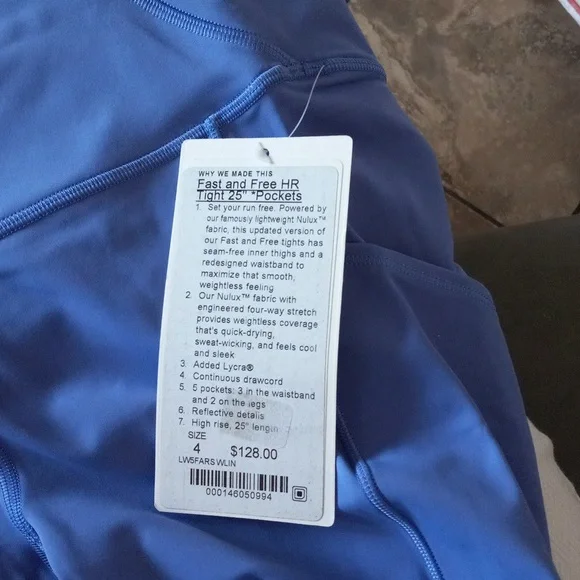 WHY WE MADE THIS
Fast and Free HR
Tight 25" *Pockets
1. Set your run free. Powered by
our famously lightweight Nulux™
fabric, this updated version of
our Fast and Free tights has
seam-free inner thighs and a
redesigned waistband to
maximize that smooth,
weightless feeling
2. Our Nulux™ fabric with
engineered four-way stretch
provides weightless coverage
that's quick-drying,
sweat-wicking, and feels cool
and sleek
3. Added Lycra®
4. Continuous drawcord
5. 5 pockets: 3 in the waistband
and 2 on the legs
6. Reflective details
7. High rise, 25" length
SIZE
4 $128.00
LW5FARS WLIN
000146050994